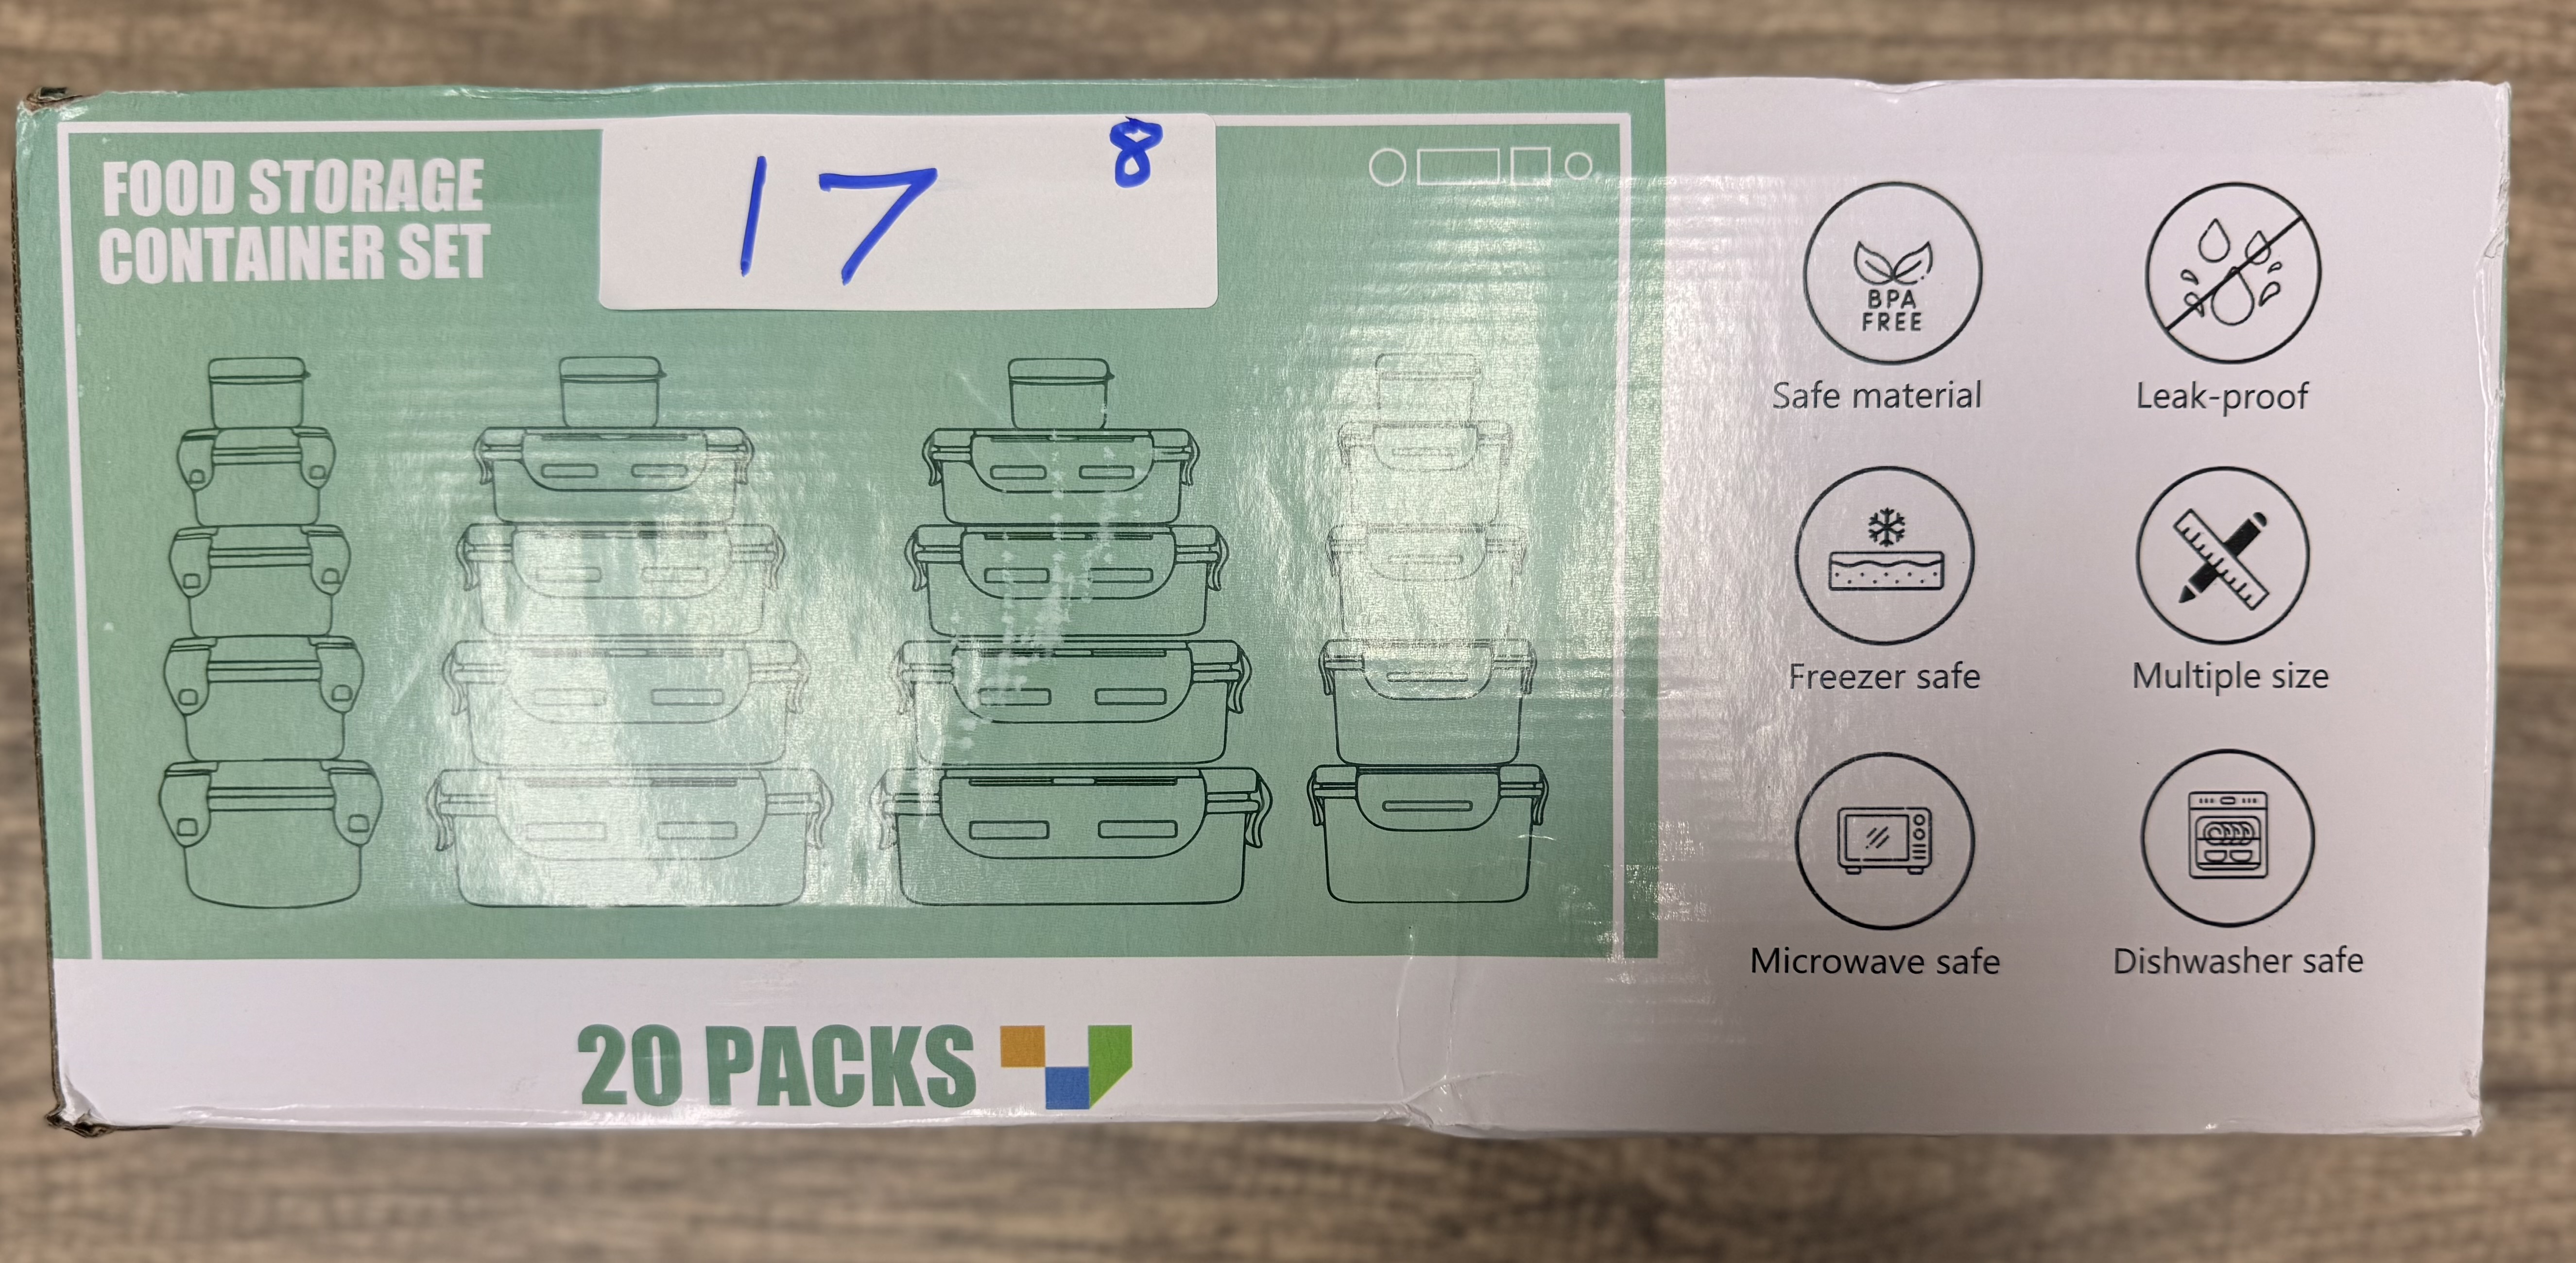 FOOD STORAGE
CONTAINER SET
17 8
BPA
FREE
Safe material
Leak-proof
Freezer safe
Multiple size
Microwave safe
Dishwasher safe
20 PACKS